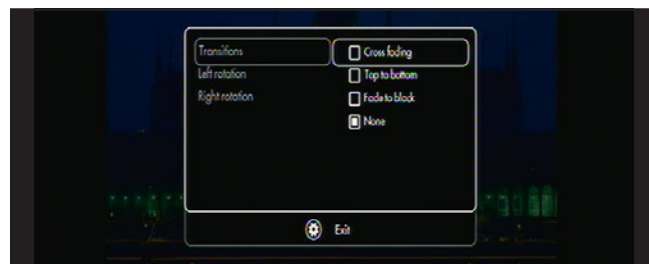 Transitions
Left rotation
Right rotation
Cross fading
Top to bottom
Fade to black
None
Exit